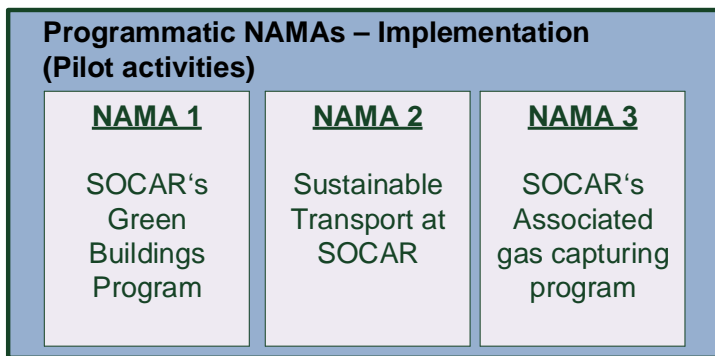 Programmatic NAMAs – Implementation
(Pilot activities)
NAMA 1
SOCAR‘s
Green
Buildings
Program
NAMA 2
Sustainable
Transport at
SOCAR
NAMA 3
SOCAR‘s
Associated
gas capturing
program